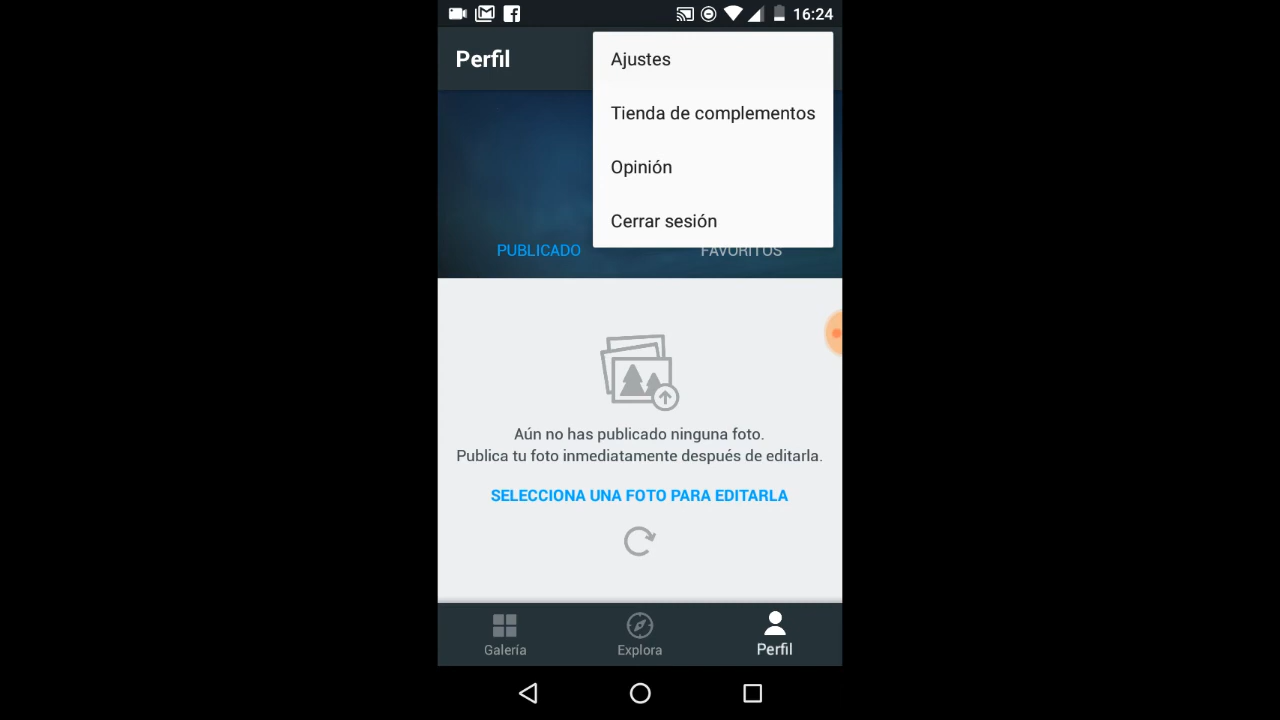 16:24
Perfil
Ajustes
Tienda de complementos
Opinión
Cerrar sesión
PUBLICADO
FAVORITOS
Aún no has publicado ninguna foto.
Publica tu foto inmediatamente después de editarla.
SELECCIONA UNA FOTO PARA EDITARLA
Galería
Explora
Perfil